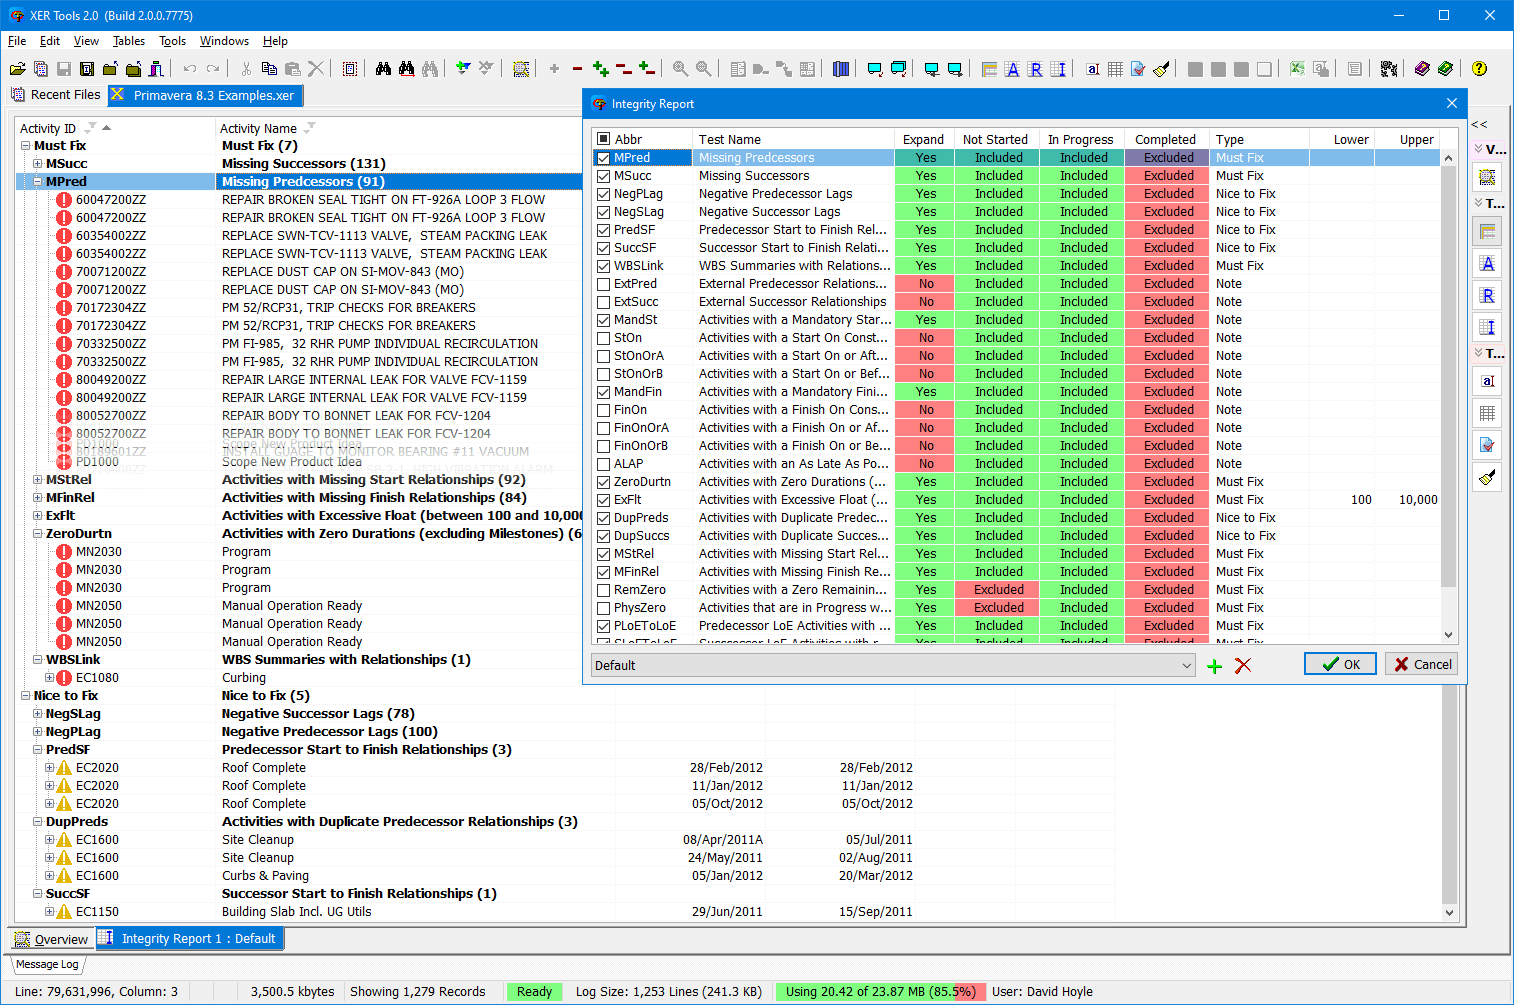 XER Tools 2.0 (Build 2.0.0.7775)
File Edit View Tables Tools Windows Help
Recent Files Primavera 8.3 Examples.xer
Activity ID Activity Name
Must Fix Must Fix (7)
MSucc Missing Successors (131)
MPred Missing Predcessors (91)
60047200ZZ REPAIR BROKEN SEAL TIGHT ON FT-926A LOOP 3 FLOW
60047200ZZ REPAIR BROKEN SEAL TIGHT ON FT-926A LOOP 3 FLOW
60354002ZZ REPLACE SWN-TCV-1113 VALVE, STEAM PACKING LEAK
60354002ZZ REPLACE SWN-TCV-1113 VALVE, STEAM PACKING LEAK
70071200ZZ REPLACE DUST CAP ON SI-MOV-843 (MO)
70071200ZZ REPLACE DUST CAP ON SI-MOV-843 (MO)
70172304ZZ PM 52/RCP31, TRIP CHECKS FOR BREAKERS
70172304ZZ PM 52/RCP31, TRIP CHECKS FOR BREAKERS
70332500ZZ PM FI-985, 32 RHR PUMP INDIVIDUAL RECIRCULATION
70332500ZZ PM FI-985, 32 RHR PUMP INDIVIDUAL RECIRCULATION
80049200ZZ REPAIR LARGE INTERNAL LEAK FOR VALVE FCV-1159
80049200ZZ REPAIR LARGE INTERNAL LEAK FOR VALVE FCV-1159
80052700ZZ REPAIR BODY TO BONNET LEAK FOR FCV-1204
80052700ZZ REPAIR BODY TO BONNET LEAK FOR FCV-1204
PD1000 Scope New Product Idea
80189601ZZ INSTALL GUAGE TO MONITOR BEARING #11 VACUUM
PD1000 Scope New Product Idea
MStRel Activities with Missing Start Relationships (92)
MFinRel Activities with Missing Finish Relationships (84)
ExFlt Activities with Excessive Float (between 100 and 10,000
ZeroDurtn Activities with Zero Durations (excluding Milestones) (6
MN2030 Program
MN2030 Program
MN2030 Program
MN2050 Manual Operation Ready
MN2050 Manual Operation Ready
MN2050 Manual Operation Ready
WBSLink WBS Summaries with Relationships (1)
EC1080 Curbing
Nice to Fix Nice to Fix (5)
NegSLag Negative Successor Lags (78)
NegPLag Negative Predecessor Lags (100)
PredSF Predecessor Start to Finish Relationships (3)
EC2020 Roof Complete 28/Feb/2012 28/Feb/2012
EC2020 Roof Complete 11/Jan/2012 11/Jan/2012
EC2020 Roof Complete 05/Oct/2012 05/Oct/2012
DupPreds Activities with Duplicate Predecessor Relationships (3)
EC1600 Site Cleanup 08/Apr/2011A 05/Jul/2011
EC1600 Site Cleanup 24/May/2011 02/Aug/2011
EC1600 Curbs & Paving 05/Jan/2012 20/Mar/2012
SuccSF Successor Start to Finish Relationships (1)
EC1150 Building Slab Incl. UG Utils 29/Jun/2011 15/Sep/2011
Integrity Report
Abbr Test Name Expand Not Started In Progress Completed Type Lower Upper
MPred Missing Predcessors Yes Included Included Excluded Must Fix
MSucc Missing Successors Yes Included Included Excluded Must Fix
NegPLag Negative Predecessor Lags Yes Included Included Excluded Nice to Fix
NegSLag Negative Successor Lags Yes Included Included Excluded Nice to Fix
PredSF Predecessor Start to Finish Rel... Yes Included Included Excluded Nice to Fix
SuccSF Successor Start to Finish Relati... Yes Included Included Excluded Nice to Fix
WBSLink WBS Summaries with Relations... Yes Included Included Excluded Must Fix
ExtPred External Predecessor Relations... No Included Included Excluded Note
ExtSucc External Successor Relationships No Included Included Excluded Note
MandSt Activities with a Mandatory Star... Yes Included Included Excluded Note
StOn Activities with a Start On Const... No Included Included Excluded Note
StOnOrA Activities with a Start On or Aft... No Included Included Excluded Note
StOnOrB Activities with a Start On or Bef... No Included Included Excluded Note
MandFin Activities with a Mandatory Fini... Yes Included Included Excluded Note
FinOn Activities with a Finish On Cons... No Included Included Excluded Note
FinOnOrA Activities with a Finish On or Af... No Included Included Excluded Note
FinOnOrB Activities with a Finish On or Be... No Included Included Excluded Note
ALAP Activities with an As Late As Po... No Included Included Excluded Note
ZeroDurtn Activities with Zero Durations (... Yes Included Included Excluded Must Fix
ExFlt Activities with Excessive Float (... Yes Included Included Excluded Must Fix 100 10,000
DupPreds Activities with Duplicate Predec... Yes Included Included Excluded Nice to Fix
DupSuccs Activities with Duplicate Succes... Yes Included Included Excluded Nice to Fix
MStRel Activities with Missing Start Rel... Yes Included Included Excluded Must Fix
MFinRel Activities with Missing Finish Re... Yes Included Included Excluded Must Fix
RemZero Activities with a Zero Remainin... Yes Excluded Included Excluded Must Fix
PhysZero Activities that are in Progress w... Yes Excluded Included Excluded Must Fix
PLoEToLoE Predecessor LoE Activities with ... Yes Included Included Excluded Must Fix
SLoEToLoE Successor LoE Activities with r... Yes Included Included Excluded Must Fix
Default OK Cancel
<<
V...
T...
T...
Overview Integrity Report 1 : Default
Message Log
Line: 79,631,996, Column: 3 3,500.5 kbytes Showing 1,279 Records Ready Log Size: 1,253 Lines (241.3 KB) Using 20.42 of 23.87 MB (85.5%) User: David Hoyle